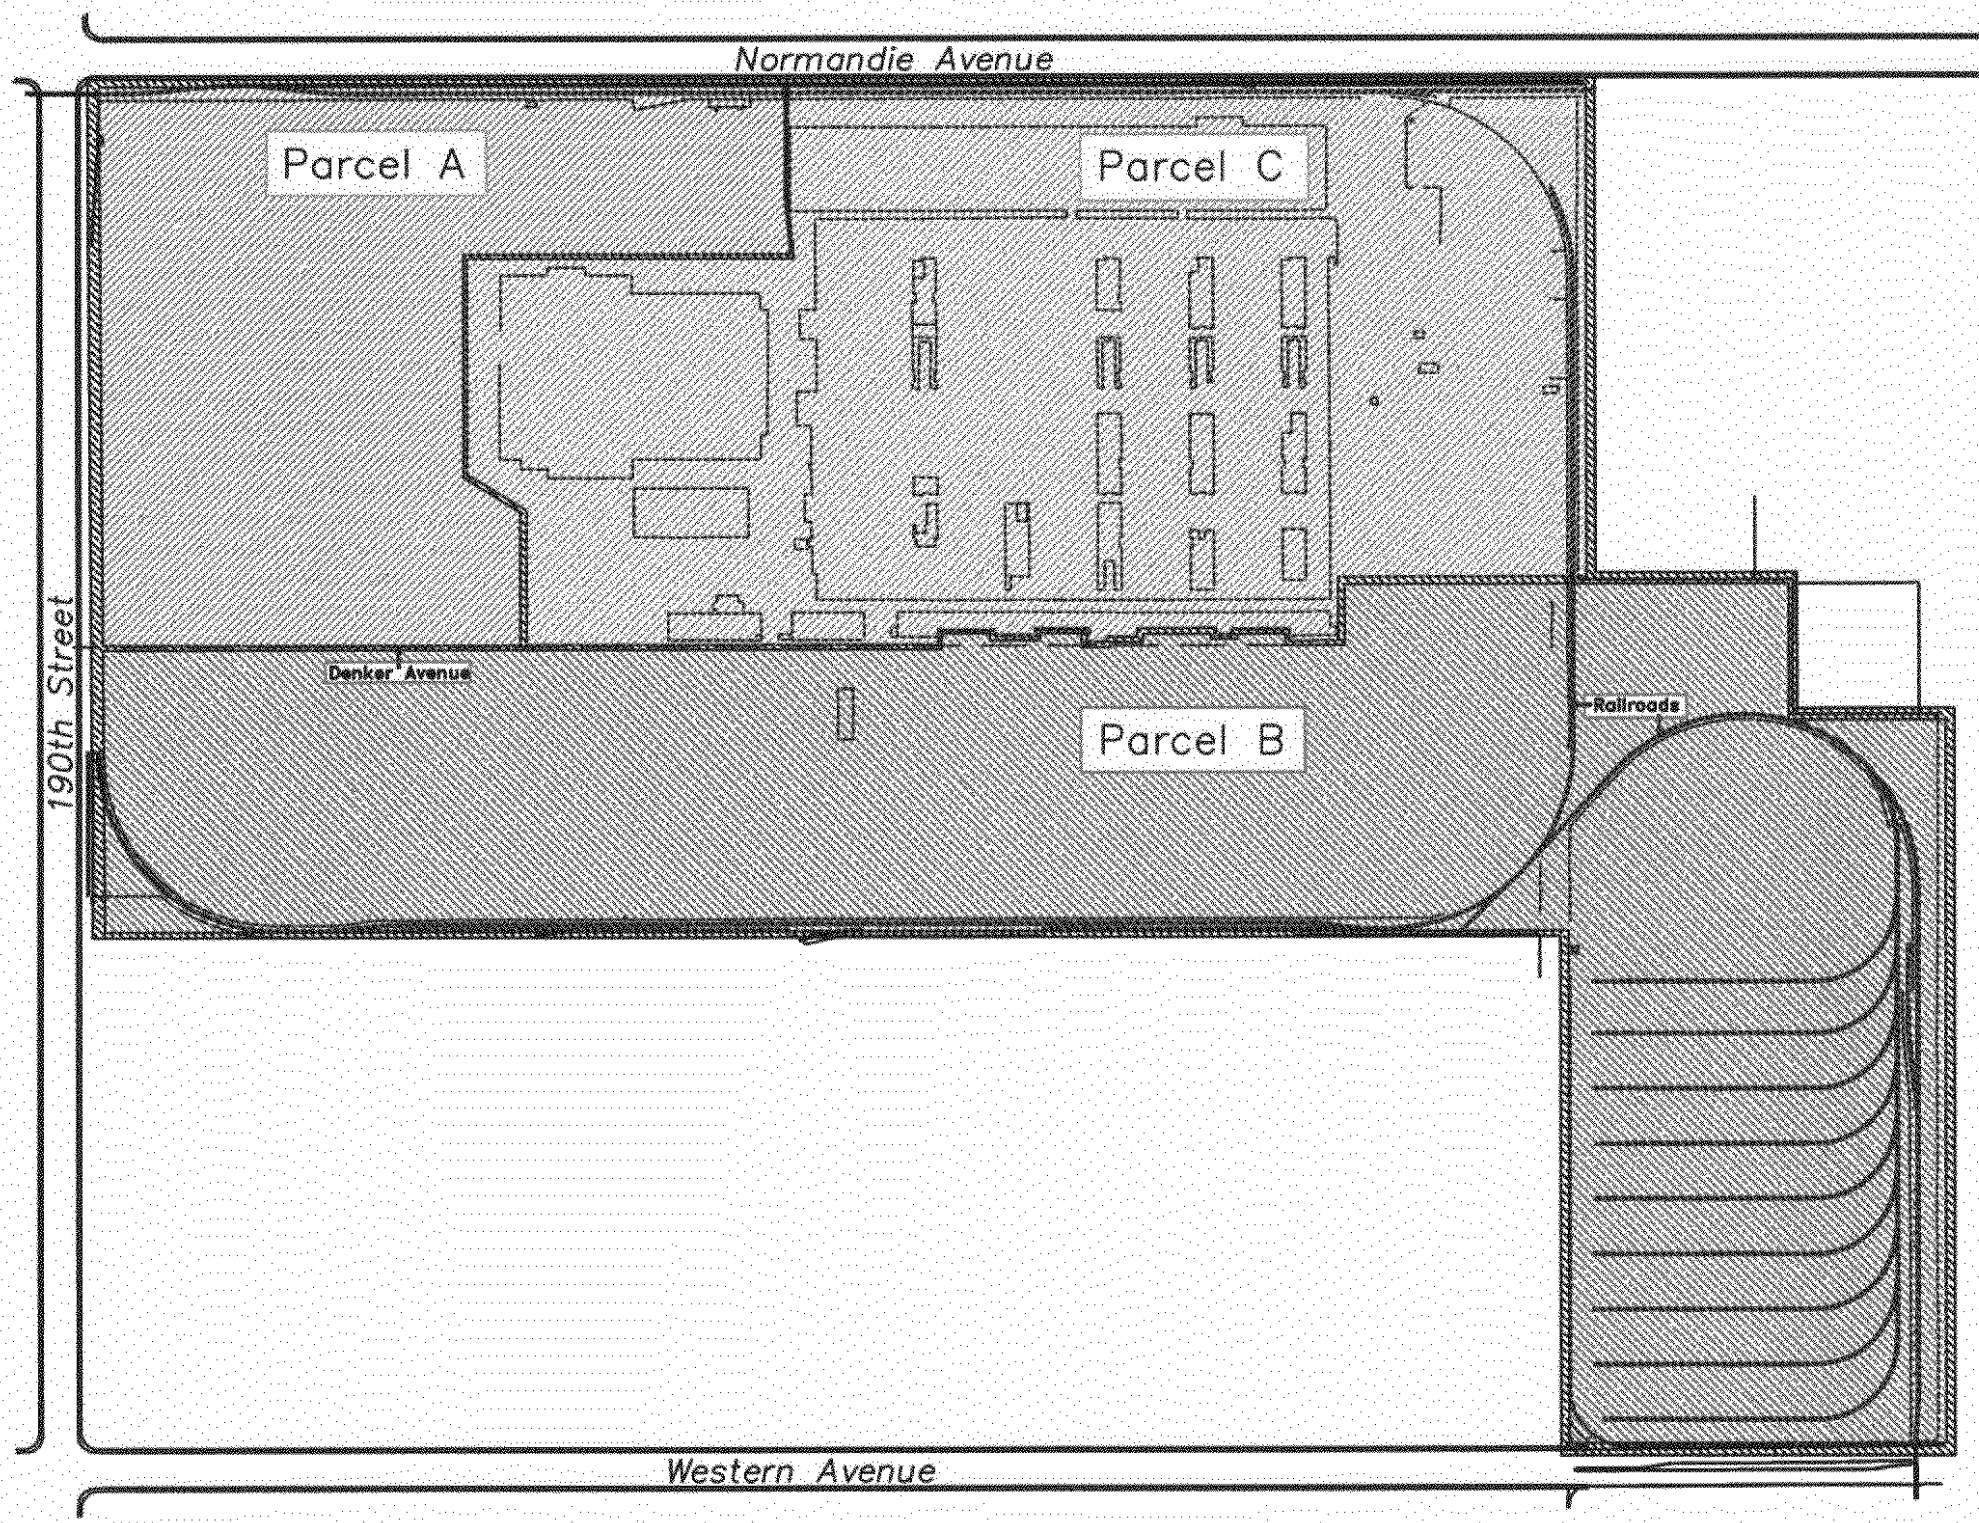 Normandie Avenue
Parcel A
Parcel C
190th Street
Denker Avenue
Railroads
Parcel B
Western Avenue